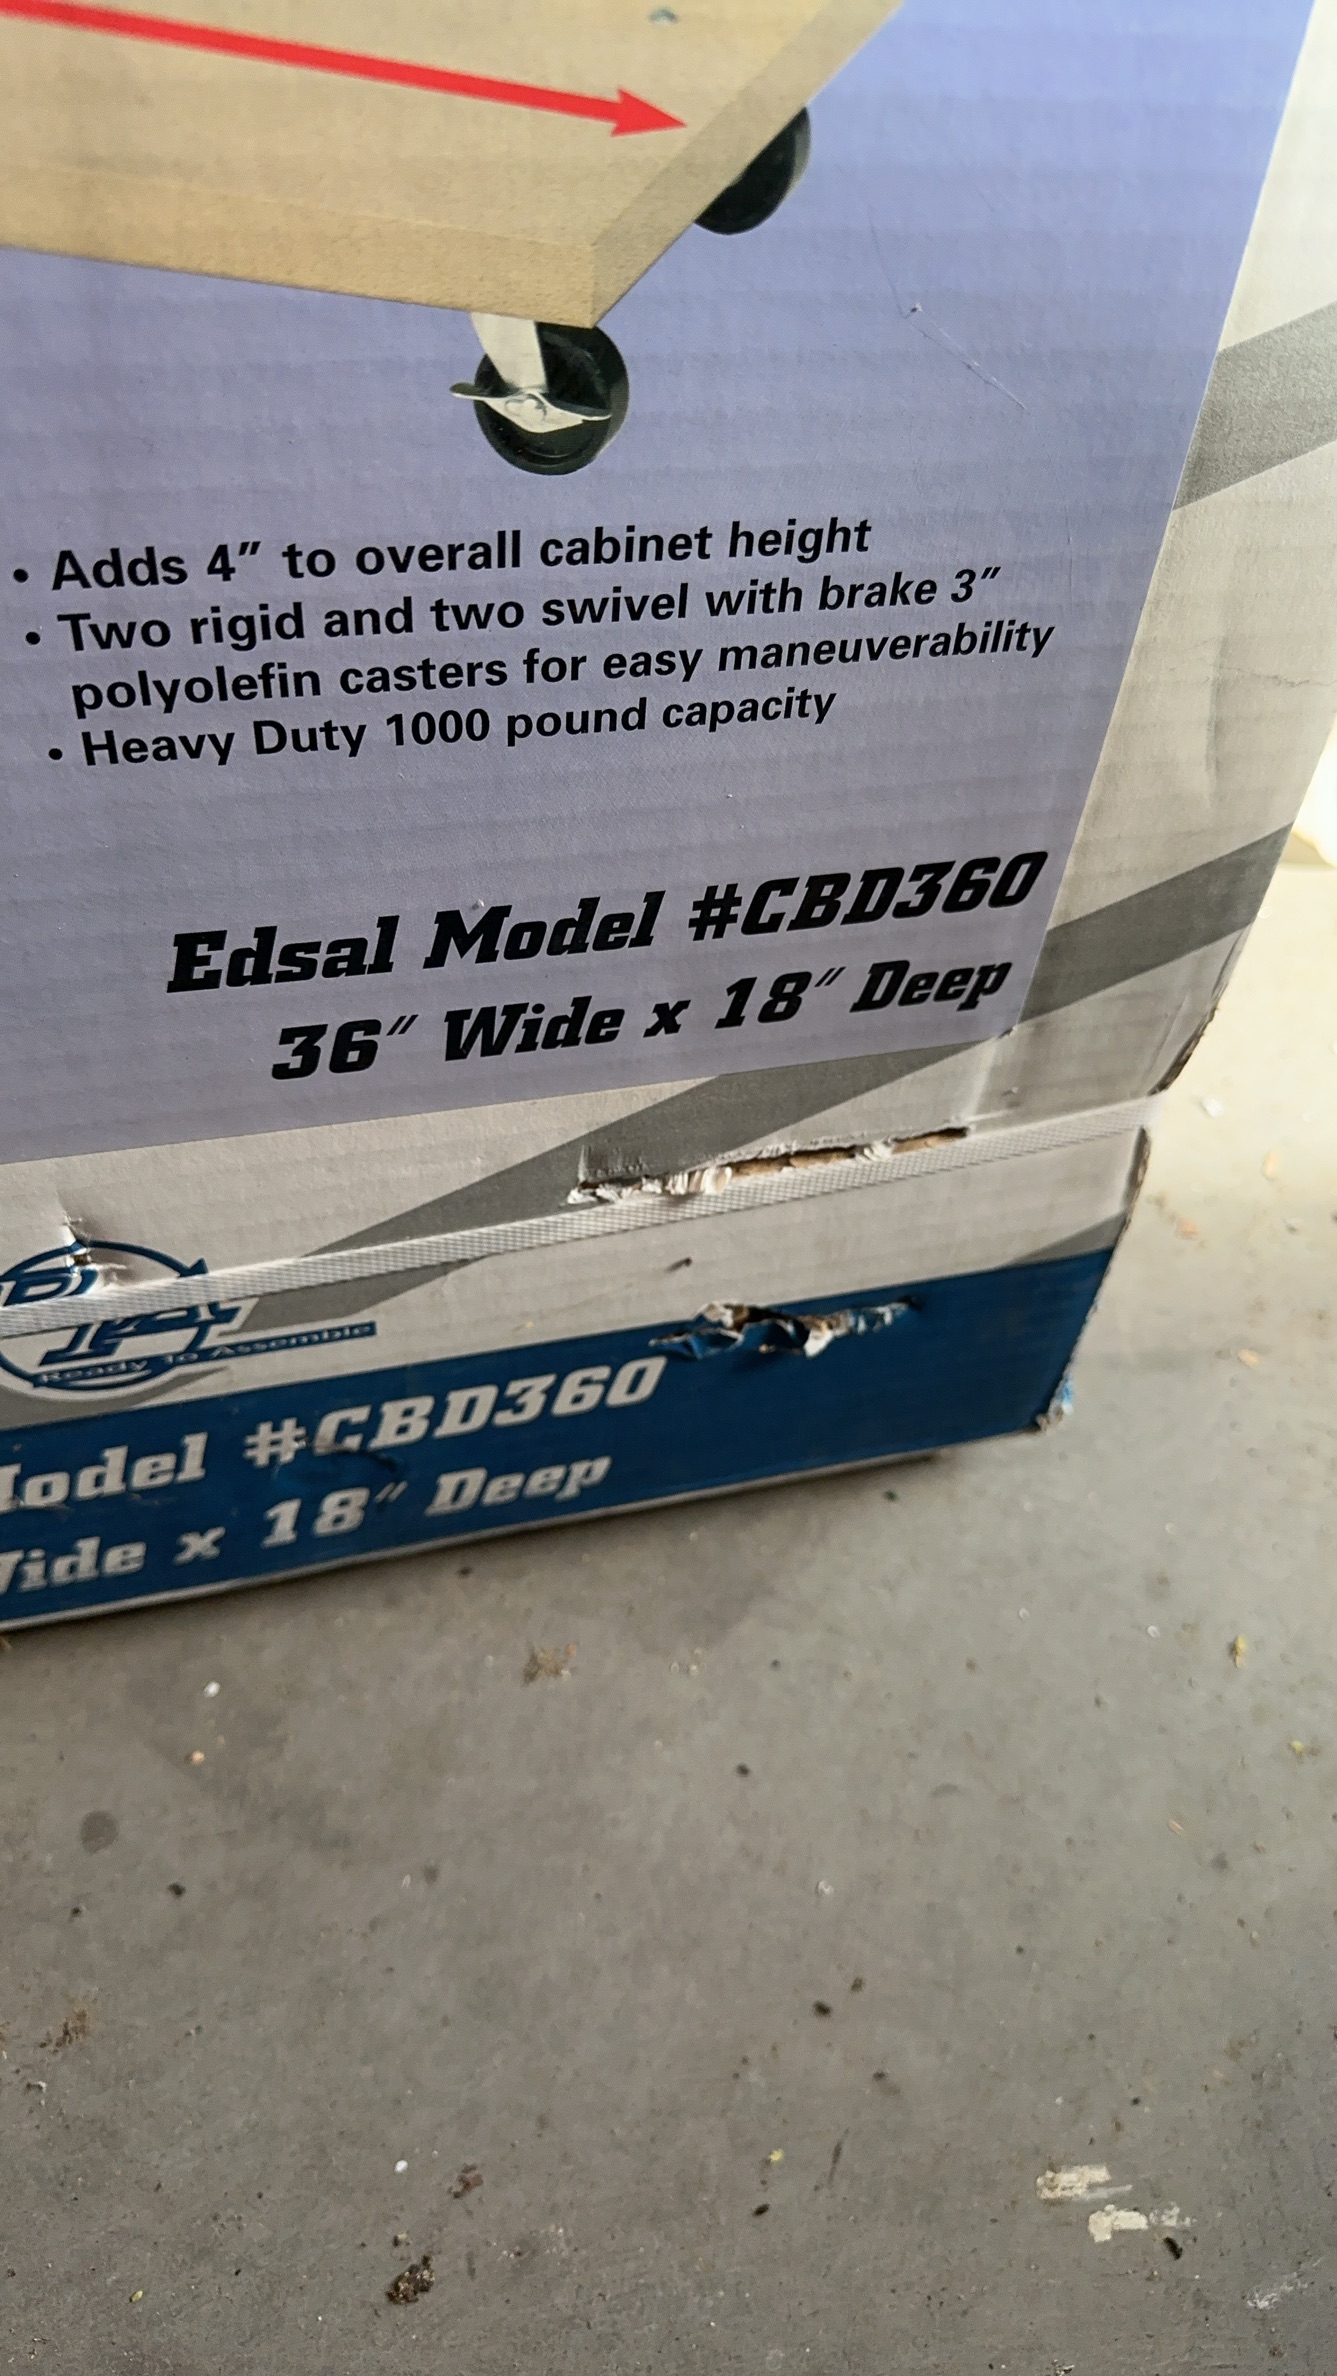 • Adds 4” to overall cabinet height
• Two rigid and two swivel with brake 3”
polyolefin casters for easy maneuverability
• Heavy Duty 1000 pound capacity
Edsal Model #CBD360
36” Wide x 18” Deep
Ready To Assemble
Model #CBD360
Wide x 18” Deep